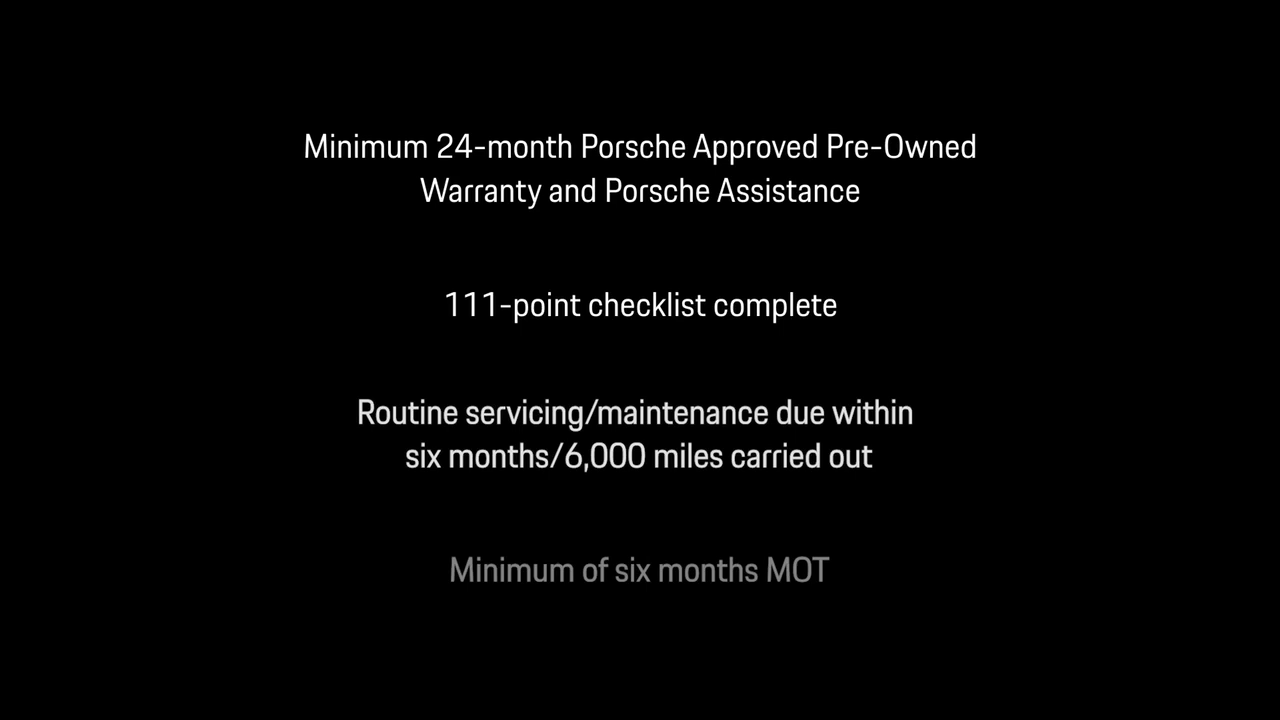 Minimum 24-month Porsche Approved Pre-Owned
Warranty and Porsche Assistance
111-point checklist complete
Routine servicing/maintenance due within
six months/6,000 miles carried out
Minimum of six months MOT